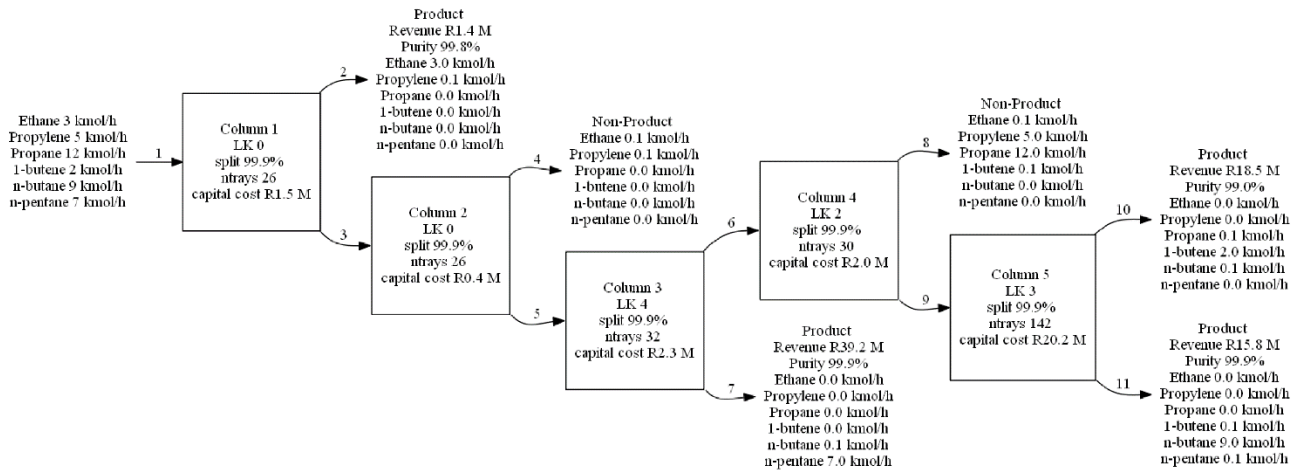 Ethane 3 kmol/h
Propylene 5 kmol/h
Propane 12 kmol/h
1-butene 2 kmol/h
n-butane 9 kmol/h
n-pentane 7 kmol/h
1
Column 1
LK 0
split 99.9%
ntrays 26
capital cost R1.5 M
2
Product
Revenue R1.4 M
Purity 99.8%
Ethane 3.0 kmol/h
Propylene 0.1 kmol/h
Propane 0.0 kmol/h
1-butene 0.0 kmol/h
n-butane 0.0 kmol/h
n-pentane 0.0 kmol/h
3
Column 2
LK 0
split 99.9%
ntrays 26
capital cost R0.4 M
4
Non-Product
Ethane 0.1 kmol/h
Propylene 0.1 kmol/h
Propane 0.0 kmol/h
1-butene 0.0 kmol/h
n-butane 0.0 kmol/h
n-pentane 0.0 kmol/h
5
Column 3
LK 4
split 99.9%
ntrays 32
capital cost R2.3 M
6
Column 4
LK 2
split 99.9%
ntrays 30
capital cost R2.0 M
7
Product
Revenue R39.2 M
Purity 99.9%
Ethane 0.0 kmol/h
Propylene 0.0 kmol/h
Propane 0.0 kmol/h
1-butene 0.0 kmol/h
n-butane 0.1 kmol/h
n-pentane 7.0 kmol/h
8
Non-Product
Ethane 0.1 kmol/h
Propylene 5.0 kmol/h
Propane 12.0 kmol/h
1-butene 0.1 kmol/h
n-butane 0.0 kmol/h
n-pentane 0.0 kmol/h
9
Column 5
LK 3
split 99.9%
ntrays 142
capital cost R20.2 M
10
Product
Revenue R18.5 M
Purity 99.0%
Ethane 0.0 kmol/h
Propylene 0.0 kmol/h
Propane 0.1 kmol/h
1-butene 2.0 kmol/h
n-butane 0.1 kmol/h
n-pentane 0.0 kmol/h
11
Product
Revenue R15.8 M
Purity 99.9%
Ethane 0.0 kmol/h
Propylene 0.0 kmol/h
Propane 0.0 kmol/h
1-butene 0.1 kmol/h
n-butane 9.0 kmol/h
n-pentane 0.1 kmol/h